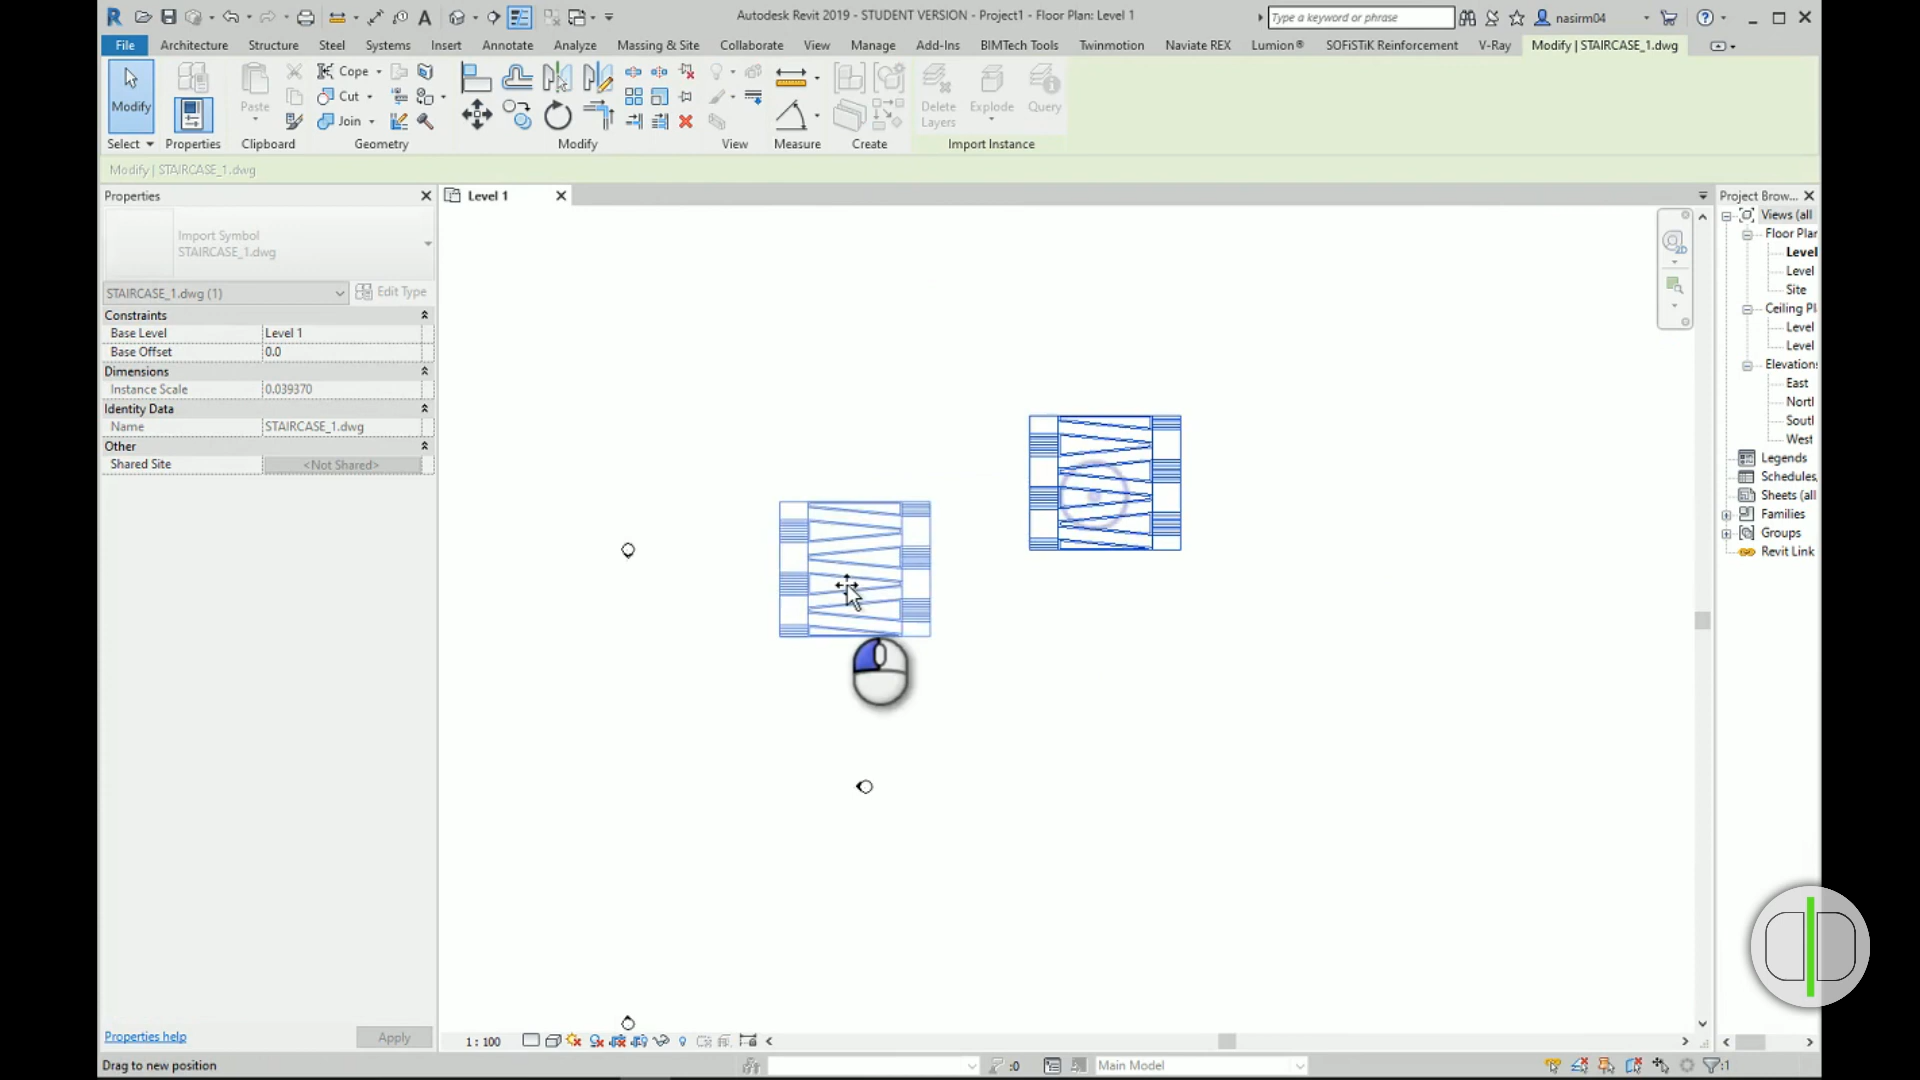 Autodesk Revit 2019 - STUDENT VERSION - Project1 - Floor Plan: Level 1
Type a keyword or phrase
nasirm04
File Architecture Structure Steel Systems Insert Annotate Analyze Massing & Site Collaborate View Manage Add-Ins BIMTech Tools Twinmotion Naviate REX Lumion® SOFiSTiK Reinforcement V-Ray Modify | STAIRCASE_1.dwg
Modify
Paste
Cope
Cut
Join
Delete Layers
Explode
Query
Select Properties Clipboard Geometry Modify View Measure Create Import Instance
Modify | STAIRCASE_1.dwg
Properties
Level 1
Project Brow...
Import Symbol
STAIRCASE_1.dwg
STAIRCASE_1.dwg (1)
Edit Type
Constraints
Base Level Level 1
Base Offset 0.0
Dimensions
Instance Scale 0.039370
Identity Data
Name STAIRCASE_1.dwg
Other
Shared Site <Not Shared>
Views (all
Floor Plan
Level
Level
Site
Ceiling Pl
Level
Level
Elevations
East
Nortl
Soutl
West
Legends
Schedules,
Sheets (all
Families
Groups
Revit Link
Properties help
Apply
1 : 100
Drag to new position
:0
Main Model
:1